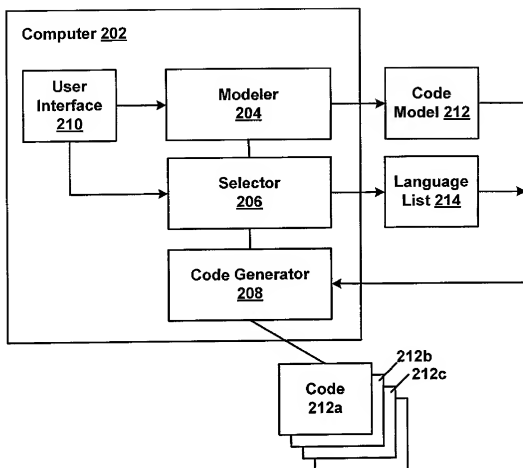 Computer 202
User
Interface
210
Modeler
204
Code
Model 212
Selector
206
Language
List 214
Code Generator
208
212b
212c
Code
212a